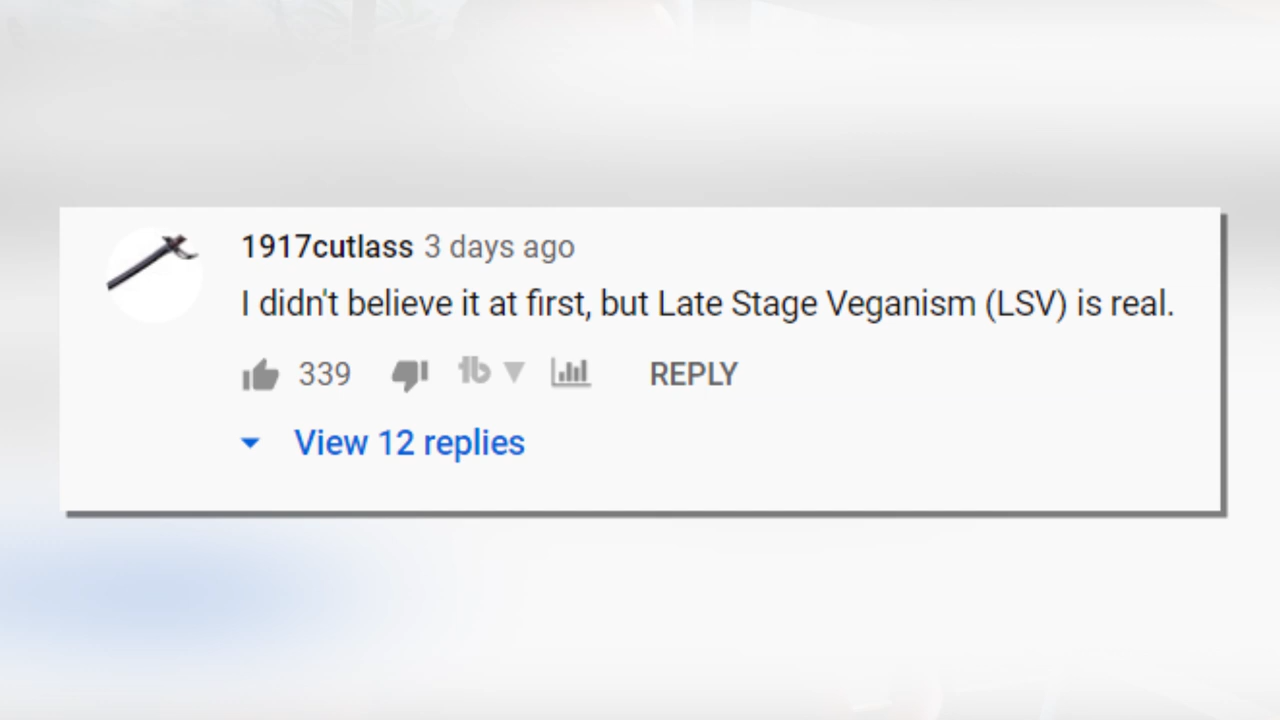 1917cutlass 3 days ago
I didn't believe it at first, but Late Stage Veganism (LSV) is real.
339 REPLY
View 12 replies